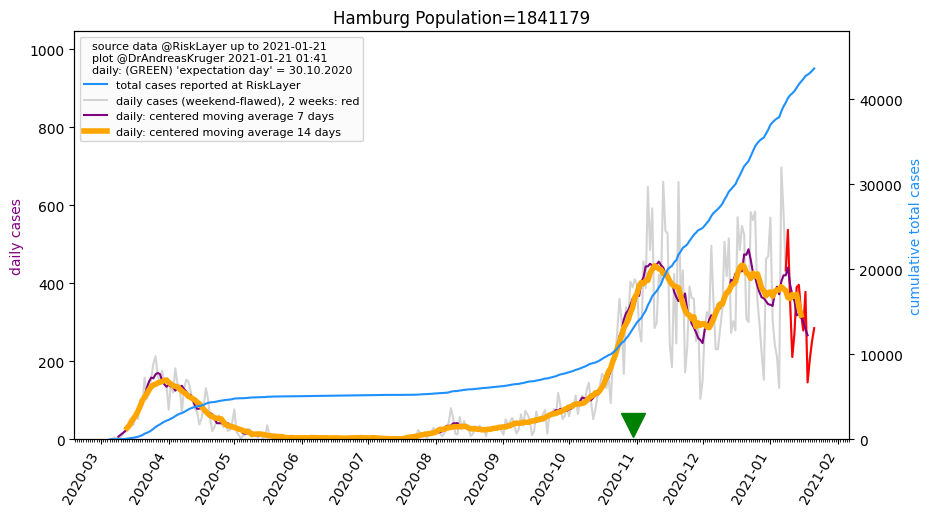 Hamburg Population=1841179
source data @RiskLayer up to 2021-01-21
plot @DrAndreasKruger 2021-01-21 01:41
daily: (GREEN) 'expectation day' = 30.10.2020
total cases reported at RiskLayer
daily cases (weekend-flawed), 2 weeks: red
daily: centered moving average 7 days
daily: centered moving average 14 days
daily cases
1000
800
600
400
200
0
cumulative total cases
40000
30000
20000
10000
0
2020-03
2020-04
2020-05
2020-06
2020-07
2020-08
2020-09
2020-10
2020-11
2020-12
2021-01
2021-02